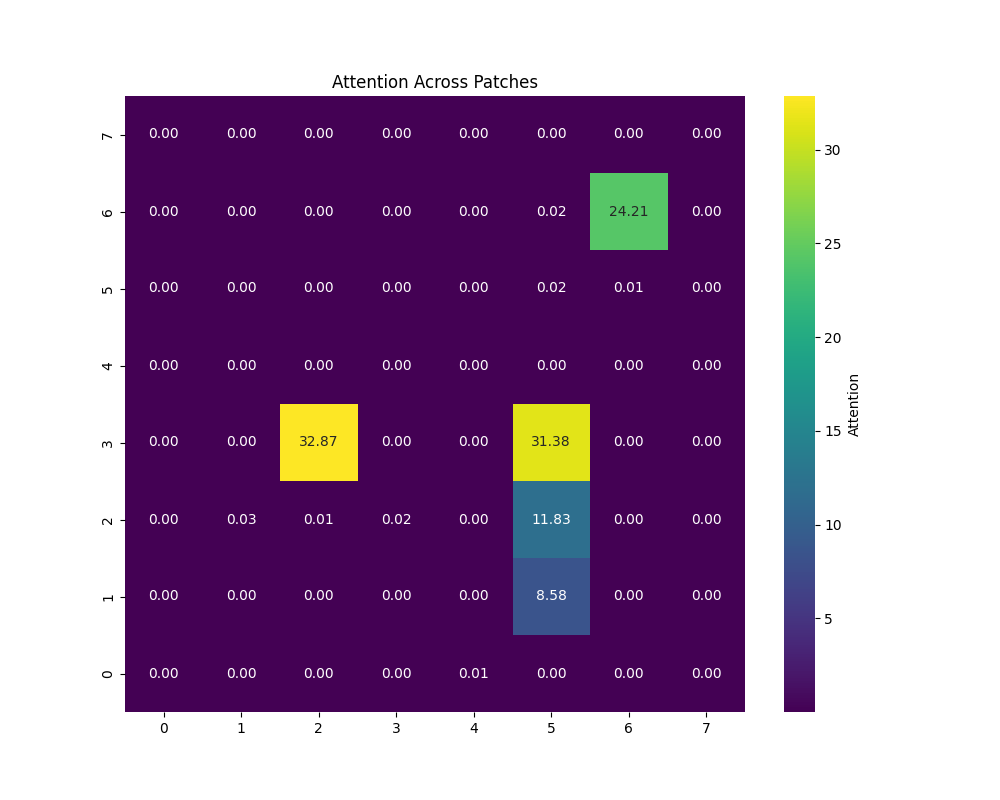 Attention Across Patches
7 0.00 0.00 0.00 0.00 0.00 0.00 0.00 0.00
6 0.00 0.00 0.00 0.00 0.00 0.02 24.21 0.00
5 0.00 0.00 0.00 0.00 0.00 0.02 0.01 0.00
4 0.00 0.00 0.00 0.00 0.00 0.00 0.00 0.00
3 0.00 0.00 32.87 0.00 0.00 31.38 0.00 0.00
2 0.00 0.03 0.01 0.02 0.00 11.83 0.00 0.00
1 0.00 0.00 0.00 0.00 0.00 8.58 0.00 0.00
0 0.00 0.00 0.00 0.00 0.01 0.00 0.00 0.00
0 1 2 3 4 5 6 7
30
25
20
15
10
5
Attention